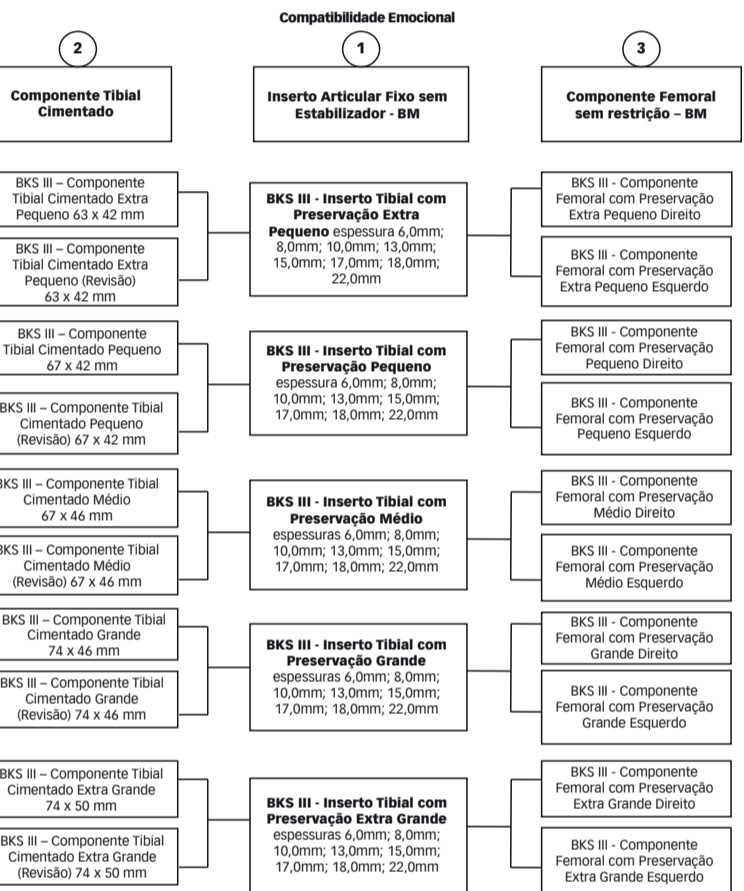 Compatibilidade Emocional
2
1
3
Componente Tibial
Cimentado
Inserto Articular Fixo sem
Estabilizador - BM
Componente Femoral
sem restrição – BM
BKS III – Componente
Tibial Cimentado Extra
Pequeno 63 x 42 mm
BKS III – Componente
Tibial Cimentado Extra
Pequeno (Revisão)
63 x 42 mm
BKS III - Inserto Tibial com
Preservação Extra
Pequeno espessura 6,0mm;
8,0mm; 10,0mm; 13,0mm;
15,0mm; 17,0mm; 18,0mm;
22,0mm
BKS III - Componente
Femoral com Preservação
Extra Pequeno Direito
BKS III - Componente
Femoral com Preservação
Extra Pequeno Esquerdo
BKS III – Componente
Tibial Cimentado Pequeno
67 x 42 mm
BKS III – Componente Tibial
Cimentado Pequeno
(Revisão) 67 x 42 mm
BKS III - Inserto Tibial com
Preservação Pequeno
espessura 6,0mm; 8,0mm;
10,0mm; 13,0mm; 15,0mm;
17,0mm; 18,0mm; 22,0mm
BKS III - Componente
Femoral com Preservação
Pequeno Direito
BKS III - Componente
Femoral com Preservação
Pequeno Esquerdo
BKS III – Componente Tibial
Cimentado Médio
67 x 46 mm
BKS III – Componente Tibial
Cimentado Médio
(Revisão) 67 x 46 mm
BKS III - Inserto Tibial com
Preservação Médio
espessuras 6,0mm; 8,0mm;
10,0mm; 13,0mm; 15,0mm;
17,0mm; 18,0mm; 22,0mm
BKS III - Componente
Femoral com Preservação
Médio Direito
BKS III - Componente
Femoral com Preservação
Médio Esquerdo
BKS III – Componente Tibial
Cimentado Grande
74 x 46 mm
BKS III – Componente Tibial
Cimentado Grande
(Revisão) 74 x 46 mm
BKS III - Inserto Tibial com
Preservação Grande
espessuras 6,0mm; 8,0mm;
10,0mm; 13,0mm; 15,0mm;
17,0mm; 18,0mm; 22,0mm
BKS III - Componente
Femoral com Preservação
Grande Direito
BKS III - Componente
Femoral com Preservação
Grande Esquerdo
BKS III – Componente Tibial
Cimentado Extra Grande
74 x 50 mm
BKS III – Componente Tibial
Cimentado Extra Grande
(Revisão) 74 x 50 mm
BKS III - Inserto Tibial com
Preservação Extra Grande
espessuras 6,0mm; 8,0mm;
10,0mm; 13,0mm; 15,0mm;
17,0mm; 18,0mm; 22,0mm
BKS III - Componente
Femoral com Preservação
Extra Grande Direito
BKS III - Componente
Femoral com Preservação
Extra Grande Esquerdo